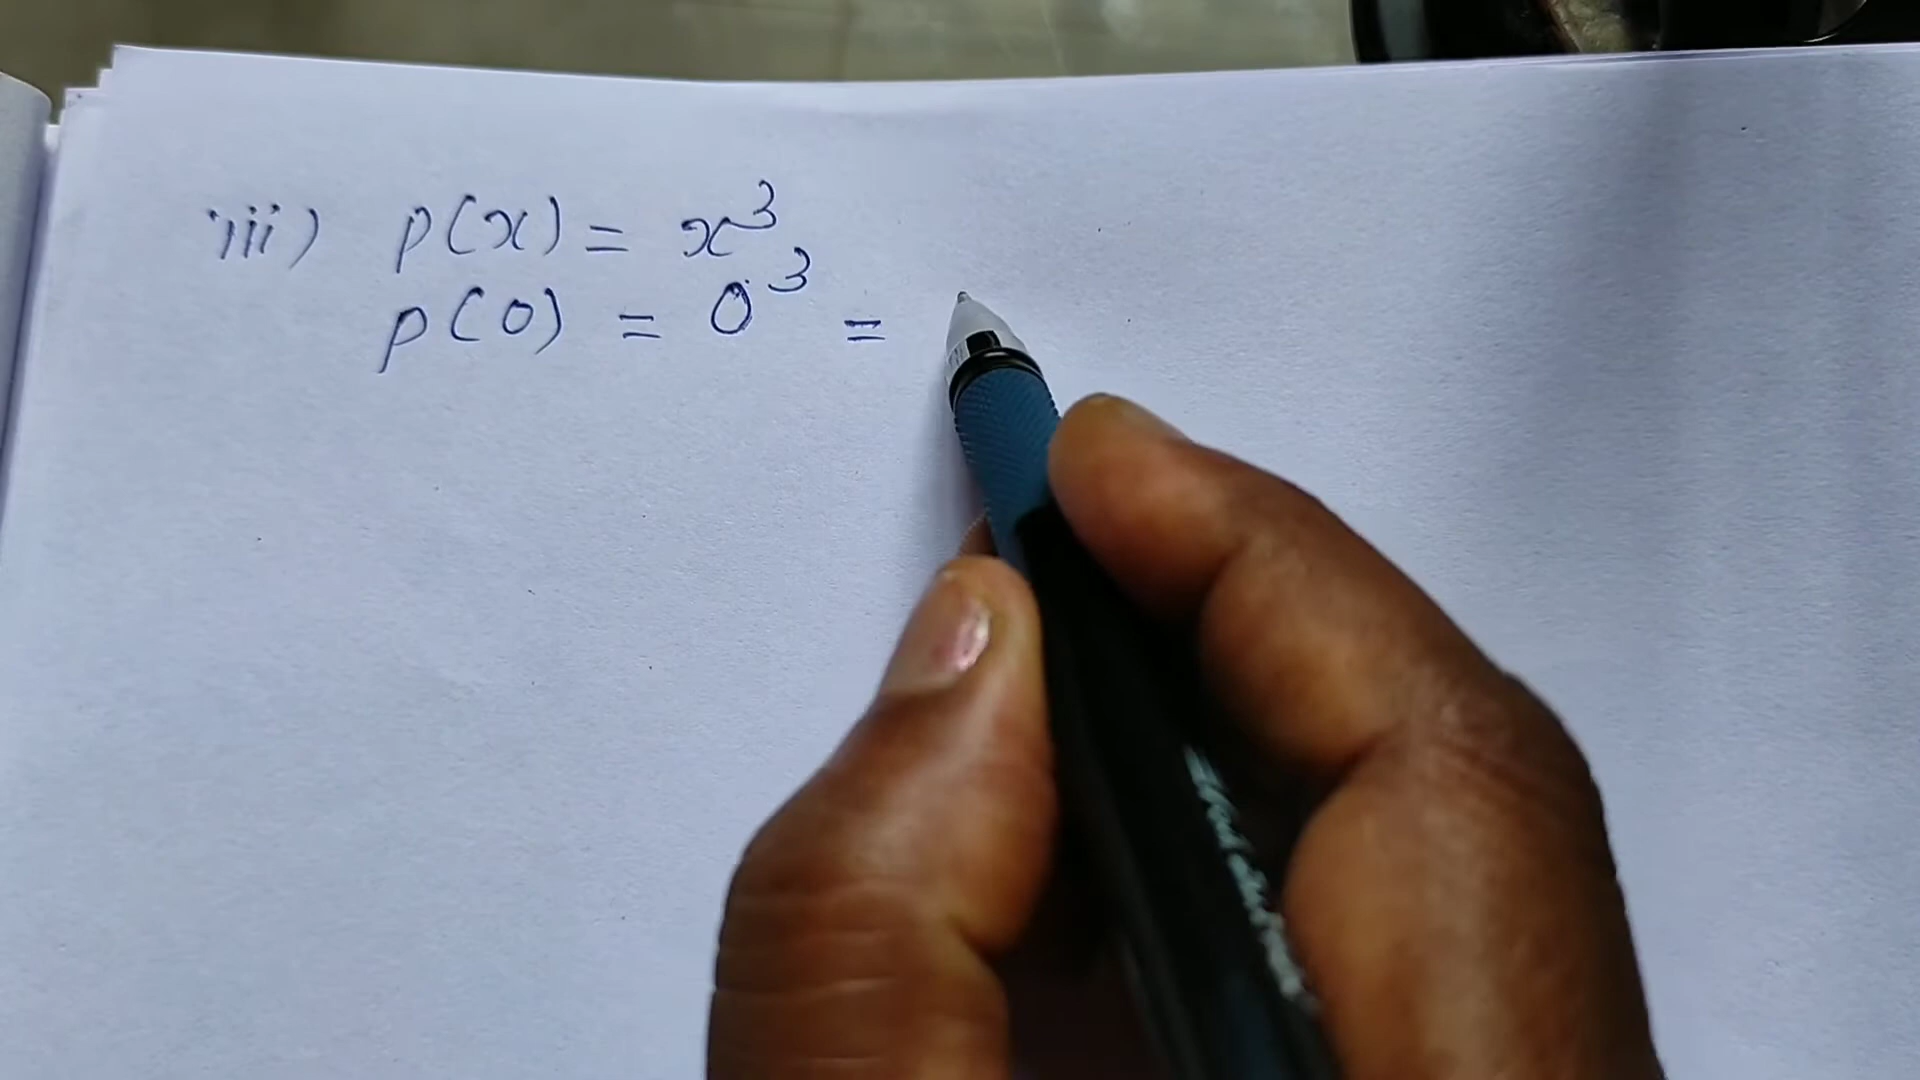 iii) p(x) = x³
p(0) = 0³ =